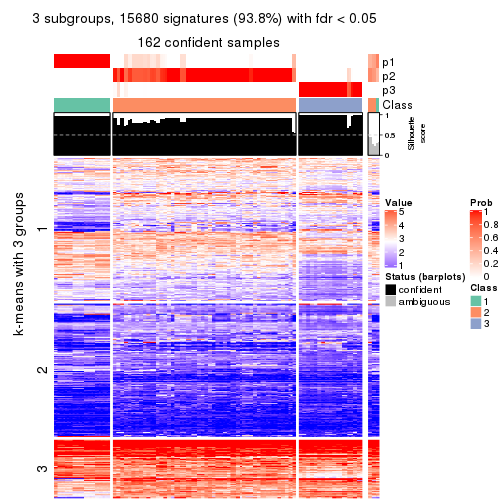 3 subgroups, 15680 signatures (93.8%) with fdr < 0.05
162 confident samples
p1
p2
p3
Class
1
0.5
0
Silhouette
score
k-means with 3 groups
1
2
3
Value
5
4
3
2
1
Status (barplots)
confident
ambiguous
Prob
1
0.8
0.6
0.4
0.2
0
Class
1
2
3